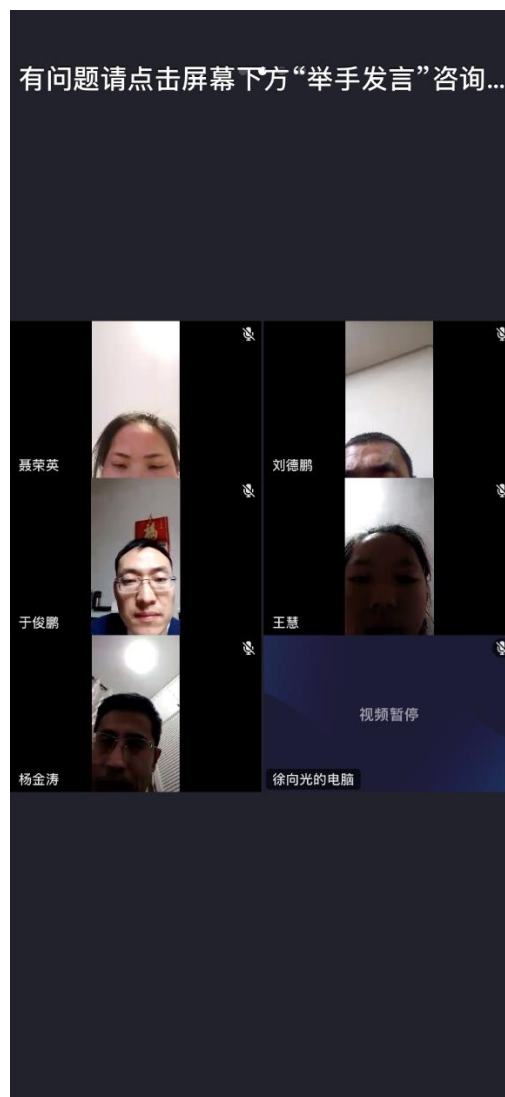 有问题请点击屏幕下方“举手发言”咨询...
聂荣英
刘德鹏
福
于俊鹏
王慧
视频暂停
杨金涛
徐向光的电脑